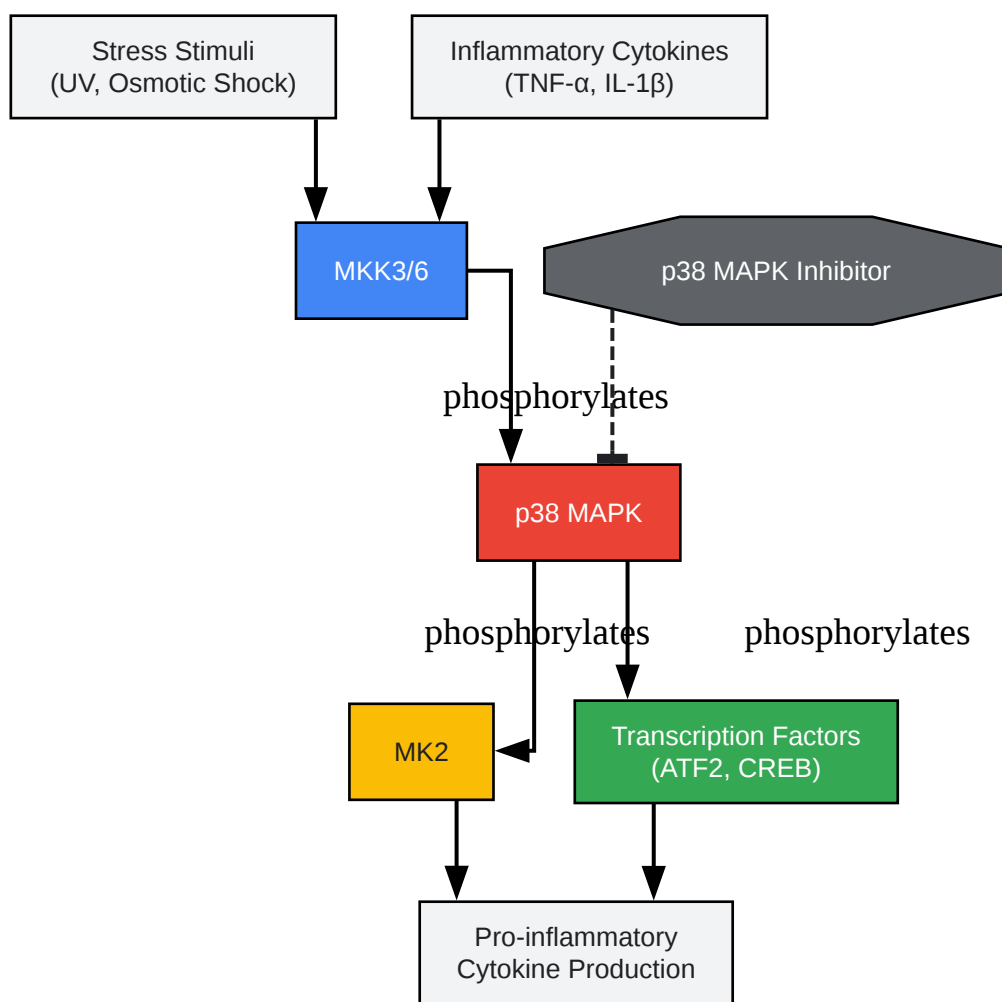 Stress Stimuli
(UV, Osmotic Shock)
Inflammatory Cytokines
(TNF-α, IL-1β)
MKK3/6
p38 MAPK Inhibitor
phosphorylates
p38 MAPK
phosphorylates
phosphorylates
MK2
Transcription Factors
(ATF2, CREB)
Pro-inflammatory
Cytokine Production